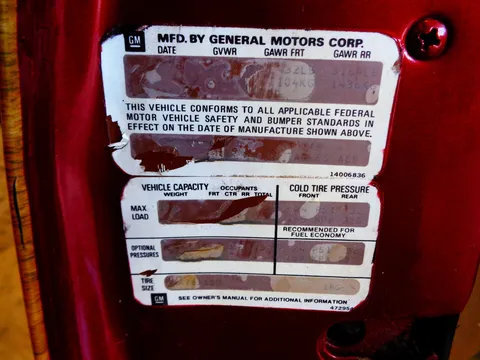 GM
MFD. BY GENERAL MOTORS CORP.
DATE GVWR GAWR FRT GAWR RR
THIS VEHICLE CONFORMS TO ALL APPLICABLE FEDERAL
MOTOR VEHICLE SAFETY AND BUMPER STANDARDS IN
EFFECT ON THE DATE OF MANUFACTURE SHOWN ABOVE.
14006836
VEHICLE CAPACITY OCCUPANTS COLD TIRE PRESSURE
WEIGHT FRT CTR RR TOTAL FRONT REAR
MAX.
LOAD
RECOMMENDED FOR
FUEL ECONOMY
OPTIONAL
PRESSURES
TIRE
SIZE
GM SEE OWNER'S MANUAL FOR ADDITIONAL INFORMATION